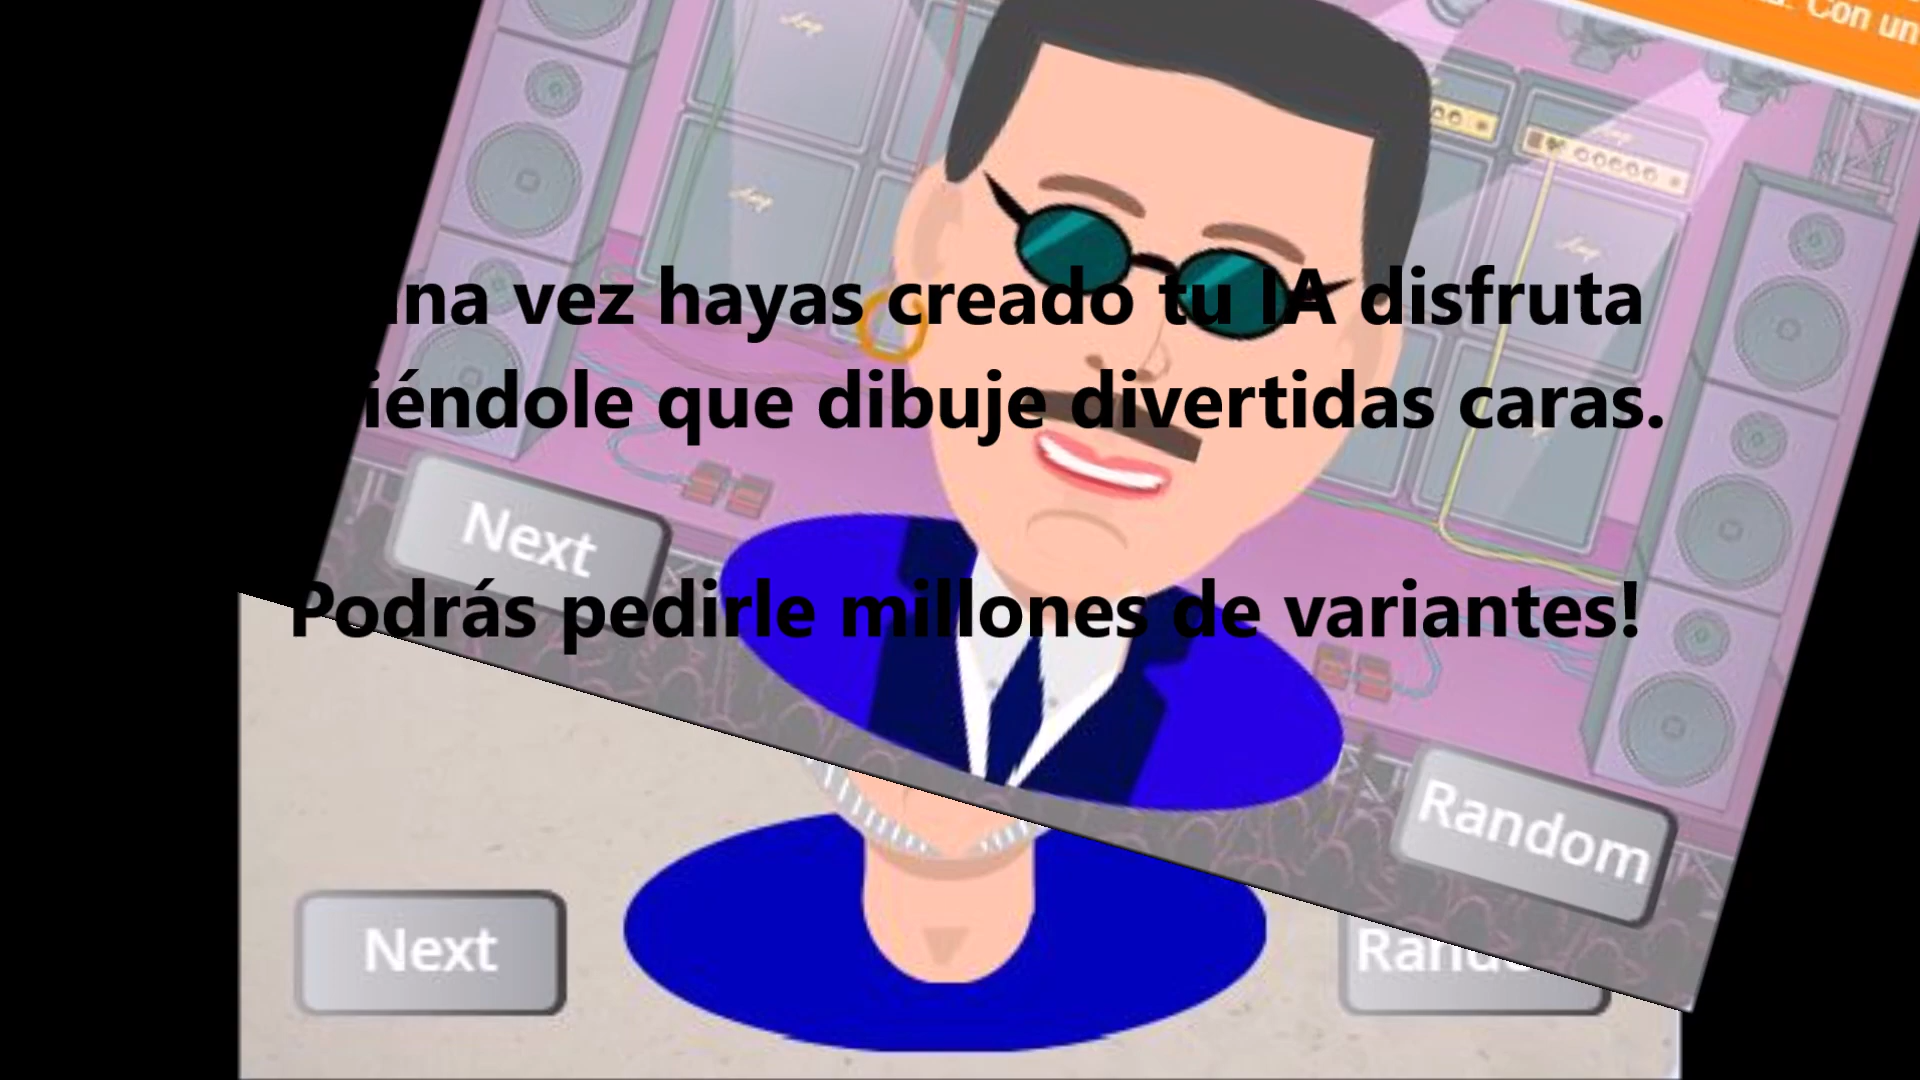 Con un
una vez hayas creado tu IA disfruta
iéndole que dibuje divertidas caras.
Podrás pedirle millones de variantes!
Next
Random
Next